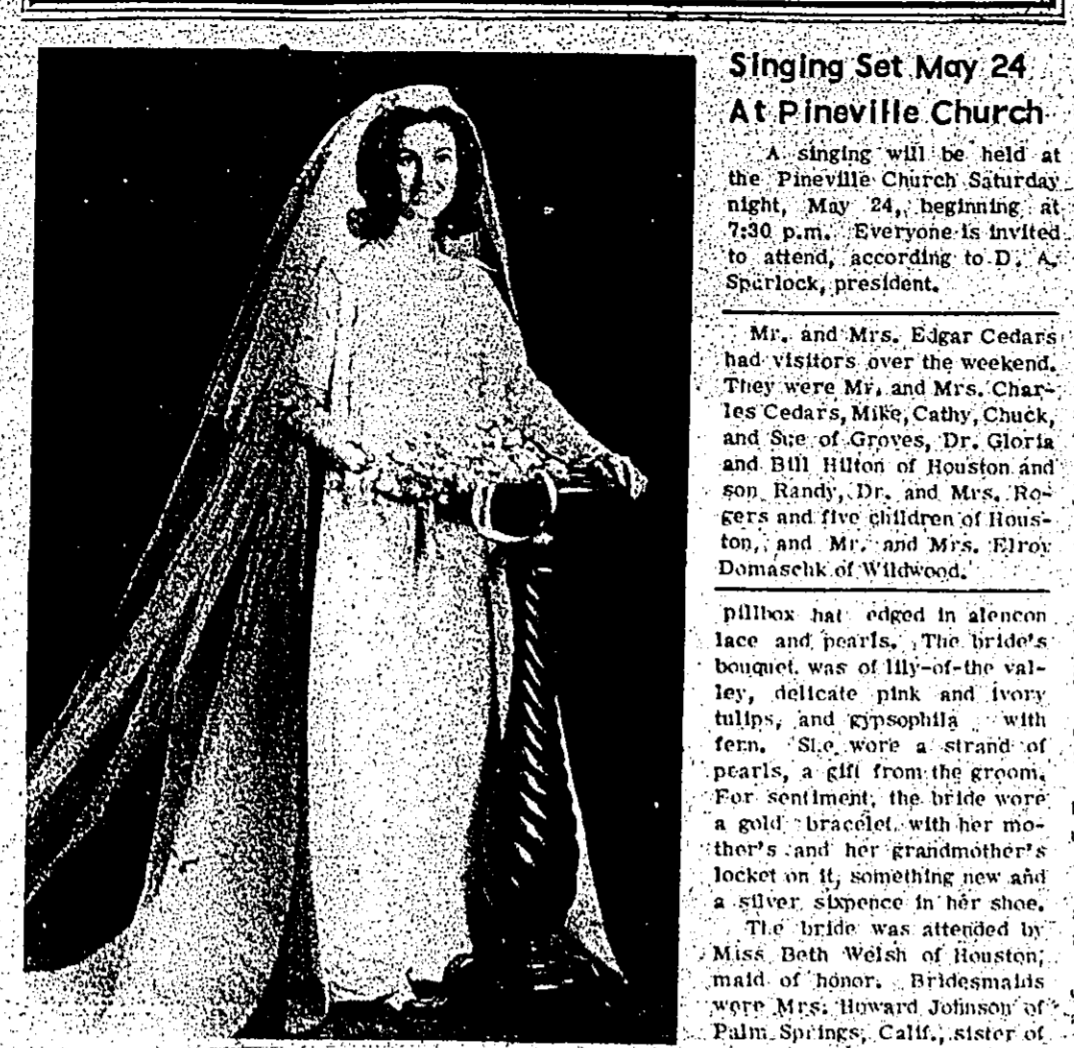 Singing Set May 24
At Pineville Church
A singing will be held at
the Pineville Church Saturday
night, May 24, beginning at
7:30 p.m. Everyone is invited
to attend, according to D. A.
Spurlock, president.
Mr. and Mrs. Edgar Cedars
had visitors over the weekend.
They were Mr. and Mrs. Char-
les Cedars, Mike, Cathy, Chuck,
and Sue of Groves, Dr. Gloria
and Bill Hilton of Houston and
son Randy, Dr. and Mrs. Ro-
gers and five children of Hous-
ton, and Mr. and Mrs. Elroy
Domaschk of Wildwood.
pillbox hat edged in alencon
lace and pearls. The bride's
bouquet was of lily-of-the val-
ley, delicate pink and ivory
tulips, and gypsophila with
fern. She wore a strand of
pearls, a gift from the groom.
For sentiment, the bride wore
a gold bracelet with her mo-
ther's and her grandmother's
locket on it, something new and
a silver sixpence in her shoe.
The bride was attended by
Miss Beth Welsh of Houston,
maid of honor. Bridesmaids
were Mrs. Howard Johnson of
Palm Springs, Calif., sister of